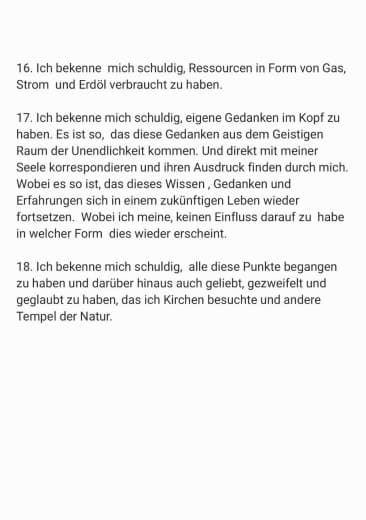 16. Ich bekenne  mich schuldig, Ressourcen in Form von Gas,
Strom  und Erdöl verbraucht zu haben.
17. Ich bekenne mich schuldig, eigene Gedanken im Kopf zu
haben. Es ist so,  das diese Gedanken aus dem Geistigen
Raum der Unendlichkeit kommen. Und direkt mit meiner
Seele korrespondieren und ihren Ausdruck finden durch mich.
Wobei es so ist, das dieses Wissen , Gedanken und
Erfahrungen sich in einem zukünftigen Leben wieder
fortsetzen.  Wobei ich meine, keinen Einfluss darauf zu  habe
in welcher Form  dies wieder erscheint.
18. Ich bekenne mich schuldig,  alle diese Punkte begangen
zu haben und darüber hinaus auch geliebt, gezweifelt und
geglaubt zu haben, das ich Kirchen besuchte und andere
Tempel der Natur.